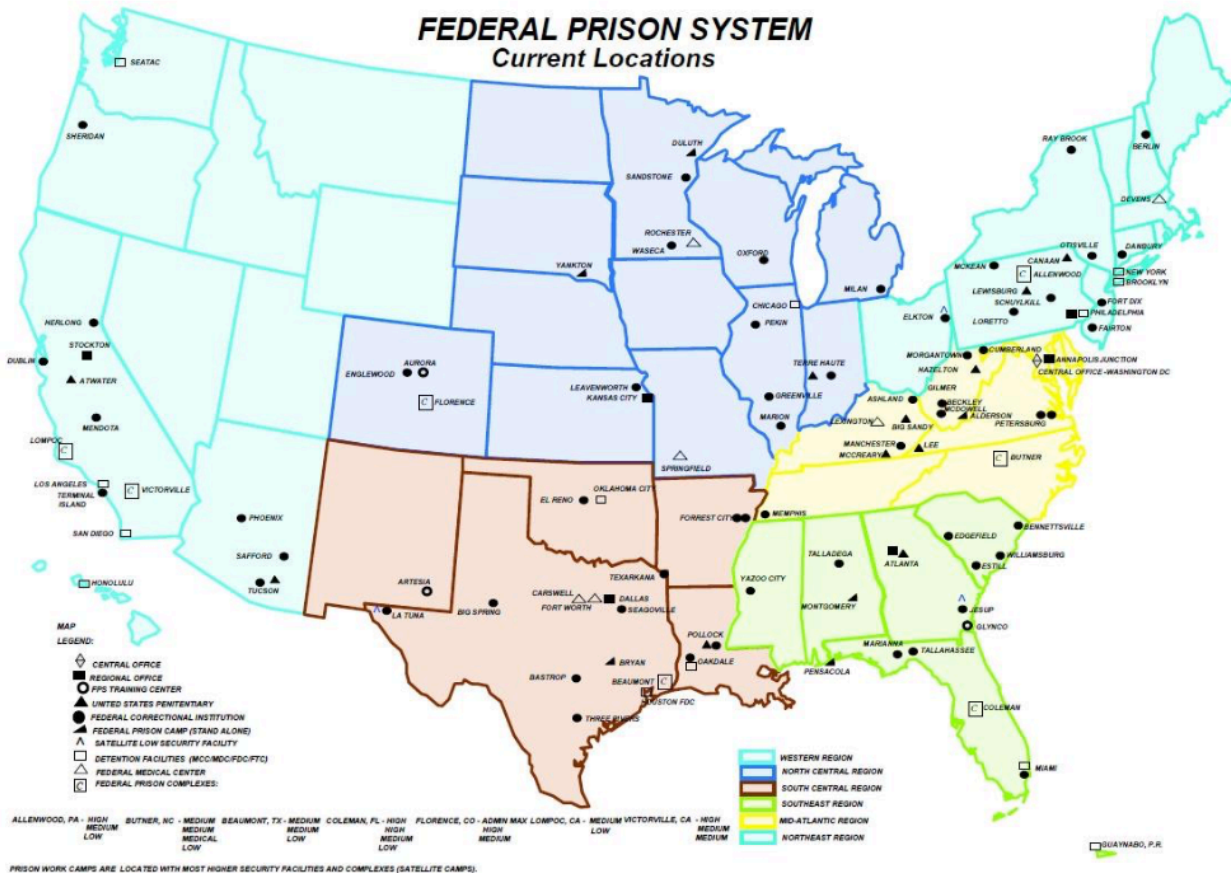 FEDERAL PRISON SYSTEM
Current Locations
SEATAC
SHERIDAN
HERLONG
STOCKTON
DUBLIN
ATWATER
MENDOTA
LOMPOC
C
LOS ANGELES
TERMINAL
ISLAND
C VICTORVILLE
SAN DIEGO
PHOENIX
SAFFORD
TUCSON
HONOLULU
DULUTH
SANDSTONE
ROCHESTER
WASECA
OXFORD
YANKTON
MILAN
CHICAGO
PEKIN
TERRE HAUTE
AURORA
ENGLEWOOD
C FLORENCE
LEAVENWORTH
KANSAS CITY
GREENVILLE
MARION
SPRINGFIELD
OKLAHOMA CITY
EL RENO
FORREST CITY
ARTESIA
LA TUNA
BIG SPRING
TEXARKANA
CARSWELL
DALLAS
FORT WORTH
SEAGOVILLE
POLLOCK
OAKDALE
BRYAN
BASTROP
BEAUMONT C
HOUSTON FDC
THREE RIVERS
RAY BROOK
BERLIN
DEVENS
OTISVILLE
DANBURY
CANAAN
MCKEAN
C ALLENWOOD
NEW YORK
BROOKLYN
LEWISBURG
SCHUYLKILL
FORT DIX
LORETTO
PHILADELPHIA
FAIRTON
ELKTON
CUMBERLAND
MORGANTOWN
ANNAPOLIS JUNCTION
HAZELTON
CENTRAL OFFICE -WASHINGTON DC
GILMER
ASHLAND
BECKLEY
MCDOWELL
ALDERSON
LEXINGTON
BIG SANDY
PETERSBURG
MANCHESTER
LEE
MCCREARY
C BUTNER
MEMPHIS
BENNETTSVILLE
EDGEFIELD
TALLADEGA
WILLIAMSBURG
ATLANTA
ESTILL
YAZOO CITY
MONTGOMERY
JESUP
GLYNCO
MARIANNA
TALLAHASSEE
PENSACOLA
C COLEMAN
MIAMI
GUAYNABO, P.R.
MAP
LEGEND:
CENTRAL OFFICE
REGIONAL OFFICE
FPS TRAINING CENTER
UNITED STATES PENITENTIARY
FEDERAL CORRECTIONAL INSTITUTION
FEDERAL PRISON CAMP (STAND ALONE)
SATELLITE LOW SECURITY FACILITY
DETENTION FACILITIES (MCC/MDC/FDC/FTC)
FEDERAL MEDICAL CENTER
C FEDERAL PRISON COMPLEXES:
WESTERN REGION
NORTH CENTRAL REGION
SOUTH CENTRAL REGION
SOUTHEAST REGION
MID-ATLANTIC REGION
NORTHEAST REGION
ALLENWOOD, PA - HIGH BUTNER, NC - MEDIUM BEAUMONT, TX - MEDIUM COLEMAN, FL - HIGH FLORENCE, CO - ADMIN MAX LOMPOC, CA - MEDIUM VICTORVILLE, CA - HIGH
MEDIUM MEDIUM MEDIUM HIGH HIGH LOW MEDIUM
LOW MEDICAL LOW MEDIUM MEDIUM MEDIUM
LOW LOW
PRISON WORK CAMPS ARE LOCATED WITH MOST HIGHER SECURITY FACILITIES AND COMPLEXES (SATELLITE CAMPS).